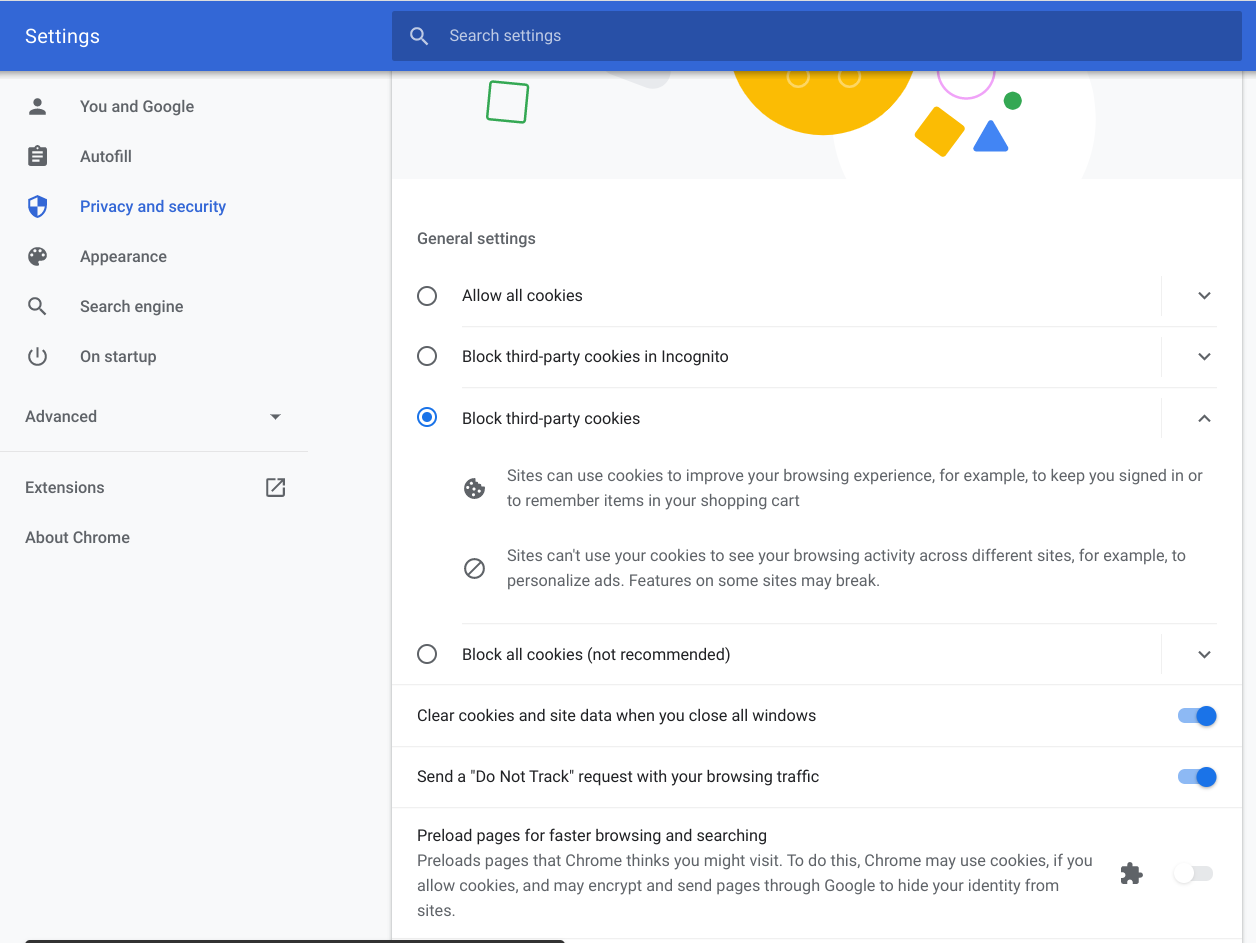 Settings
Search settings
You and Google
Autofill
Privacy and security
Appearance
Search engine
On startup
Advanced
Extensions
About Chrome
General settings
Allow all cookies
Block third-party cookies in Incognito
Block third-party cookies
Sites can use cookies to improve your browsing experience, for example, to keep you signed in or
to remember items in your shopping cart
Sites can't use your cookies to see your browsing activity across different sites, for example, to
personalize ads. Features on some sites may break.
Block all cookies (not recommended)
Clear cookies and site data when you close all windows
Send a "Do Not Track" request with your browsing traffic
Preload pages for faster browsing and searching
Preloads pages that Chrome thinks you might visit. To do this, Chrome may use cookies, if you
allow cookies, and may encrypt and send pages through Google to hide your identity from
sites.